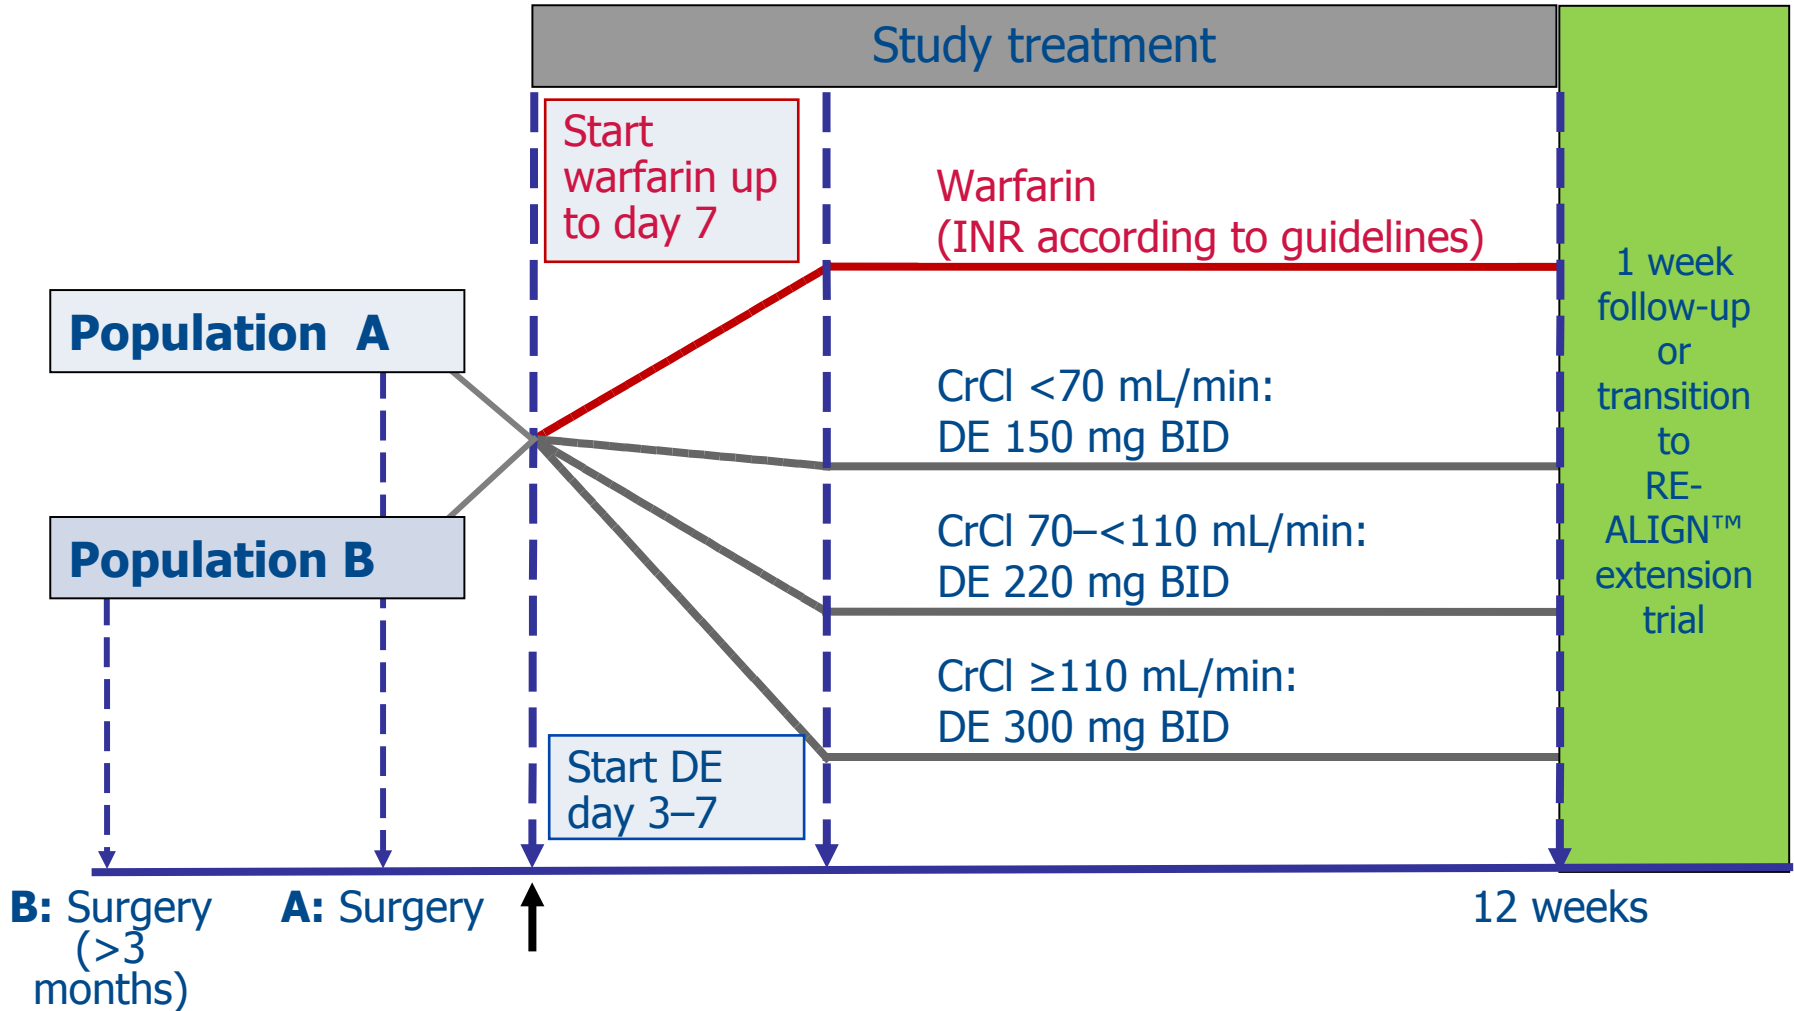 Study treatment
Start
warfarin up
to day 7
Warfarin
(INR according to guidelines)
Population A
Population B
CrCl <70 mL/min:
DE 150 mg BID
CrCl 70–<110 mL/min:
DE 220 mg BID
CrCl ≥110 mL/min:
DE 300 mg BID
Start DE
day 3–7
1 week
follow-up
or
transition
to
RE-
ALIGN™
extension
trial
B: Surgery
(>3
months)
A: Surgery
12 weeks